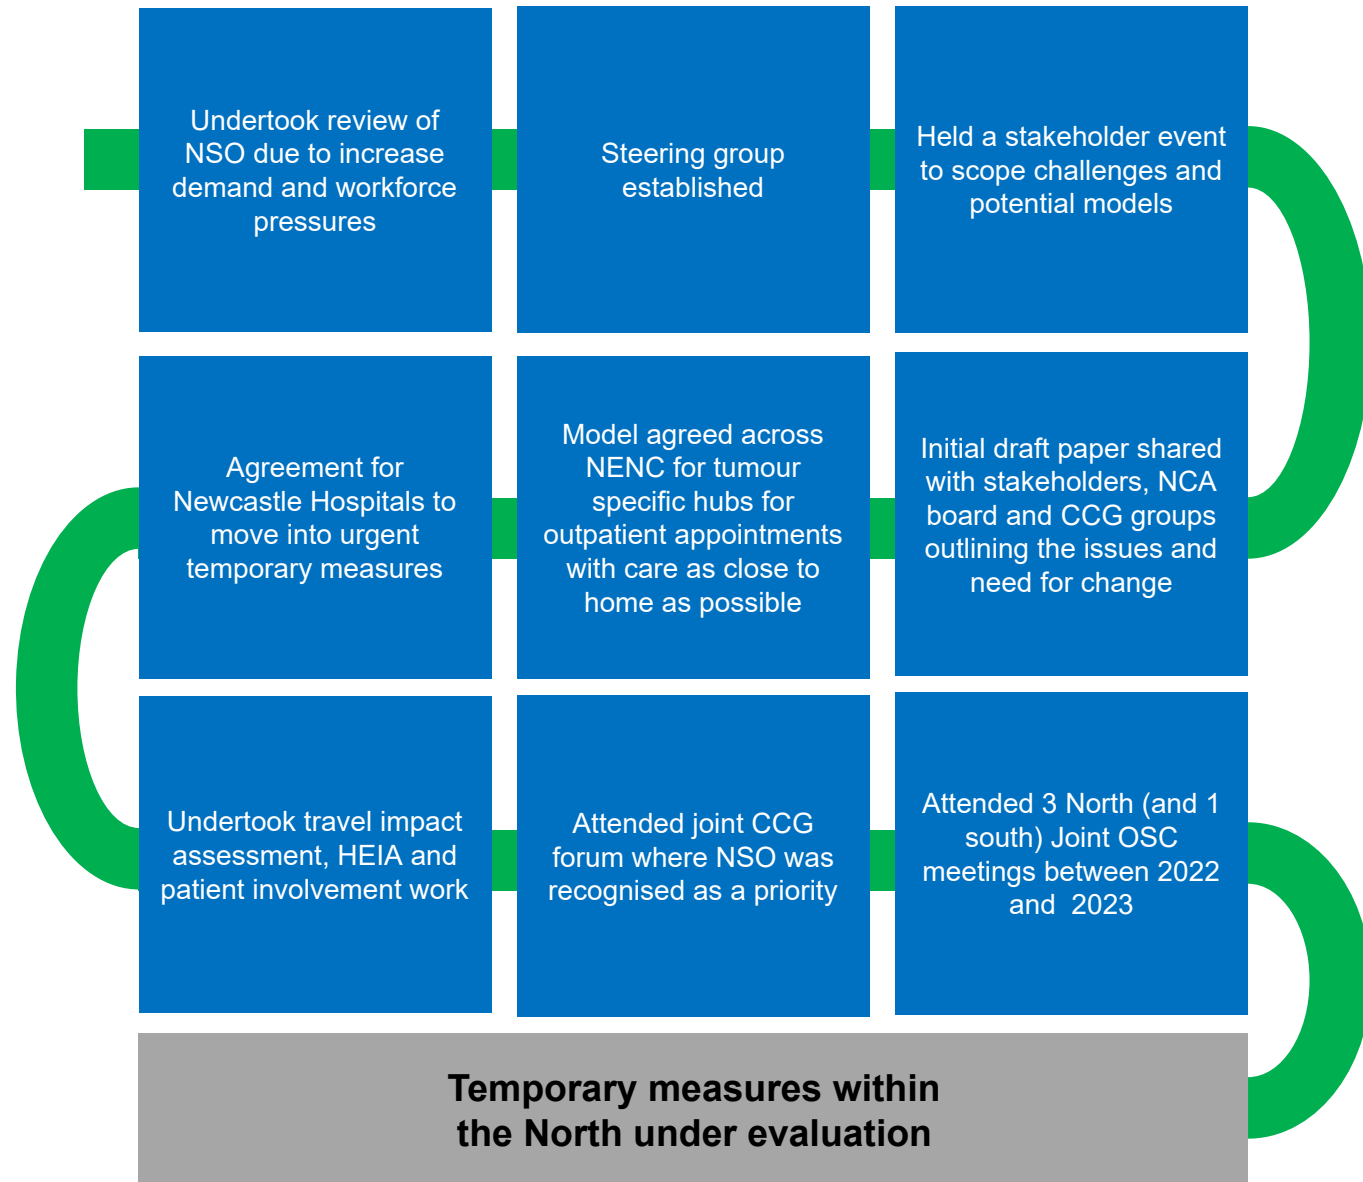 Undertook review of
NSO due to increase
demand and workforce
pressures
Steering group
established
Held a stakeholder event
to scope challenges and
potential models
Initial draft paper shared
with stakeholders, NCA
board and CCG groups
outlining the issues and
need for change
Model agreed across
NENC for tumour
specific hubs for
outpatient appointments
with care as close to
home as possible
Agreement for
Newcastle Hospitals to
move into urgent
temporary measures
Undertook travel impact
assessment, HEIA and
patient involvement work
Attended joint CCG
forum where NSO was
recognised as a priority
Attended 3 North (and 1
south) Joint OSC
meetings between 2022
and  2023
Temporary measures within
the North under evaluation